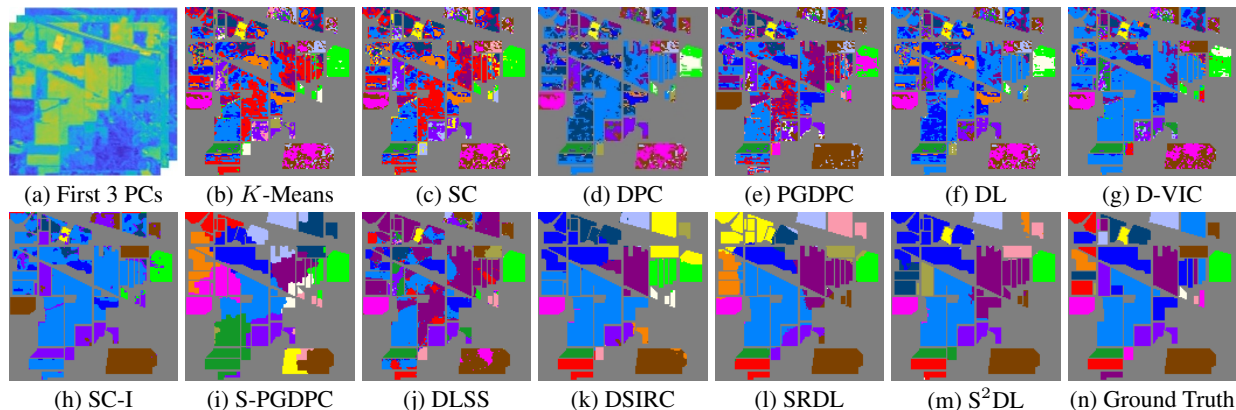 (a) First 3 PCs (b) K-Means (c) SC (d) DPC (e) PGDPC (f) DL (g) D-VIC
(h) SC-I (i) S-PGDPC (j) DLSS (k) DSIRC (l) SRDL (m) S²DL (n) Ground Truth